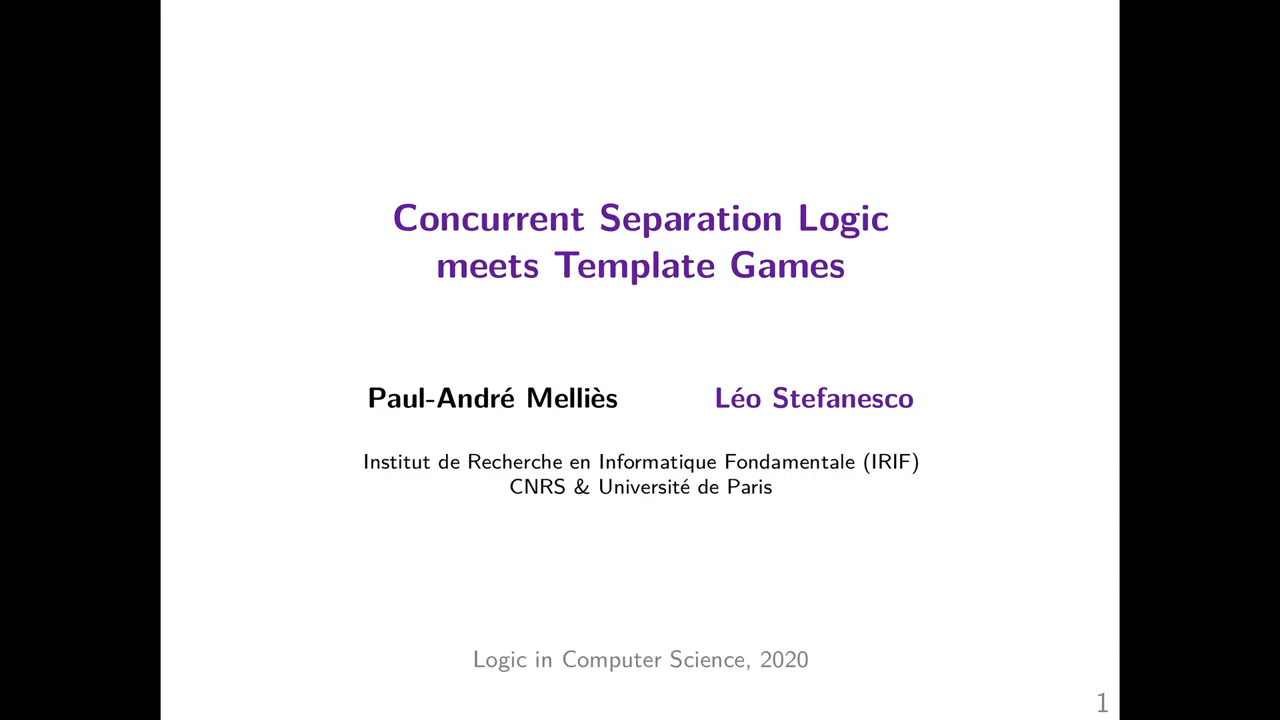 Concurrent Separation Logic
meets Template Games
Paul-André Melliès Léo Stefanesco
Institut de Recherche en Informatique Fondamentale (IRIF)
CNRS & Université de Paris
Logic in Computer Science, 2020
1